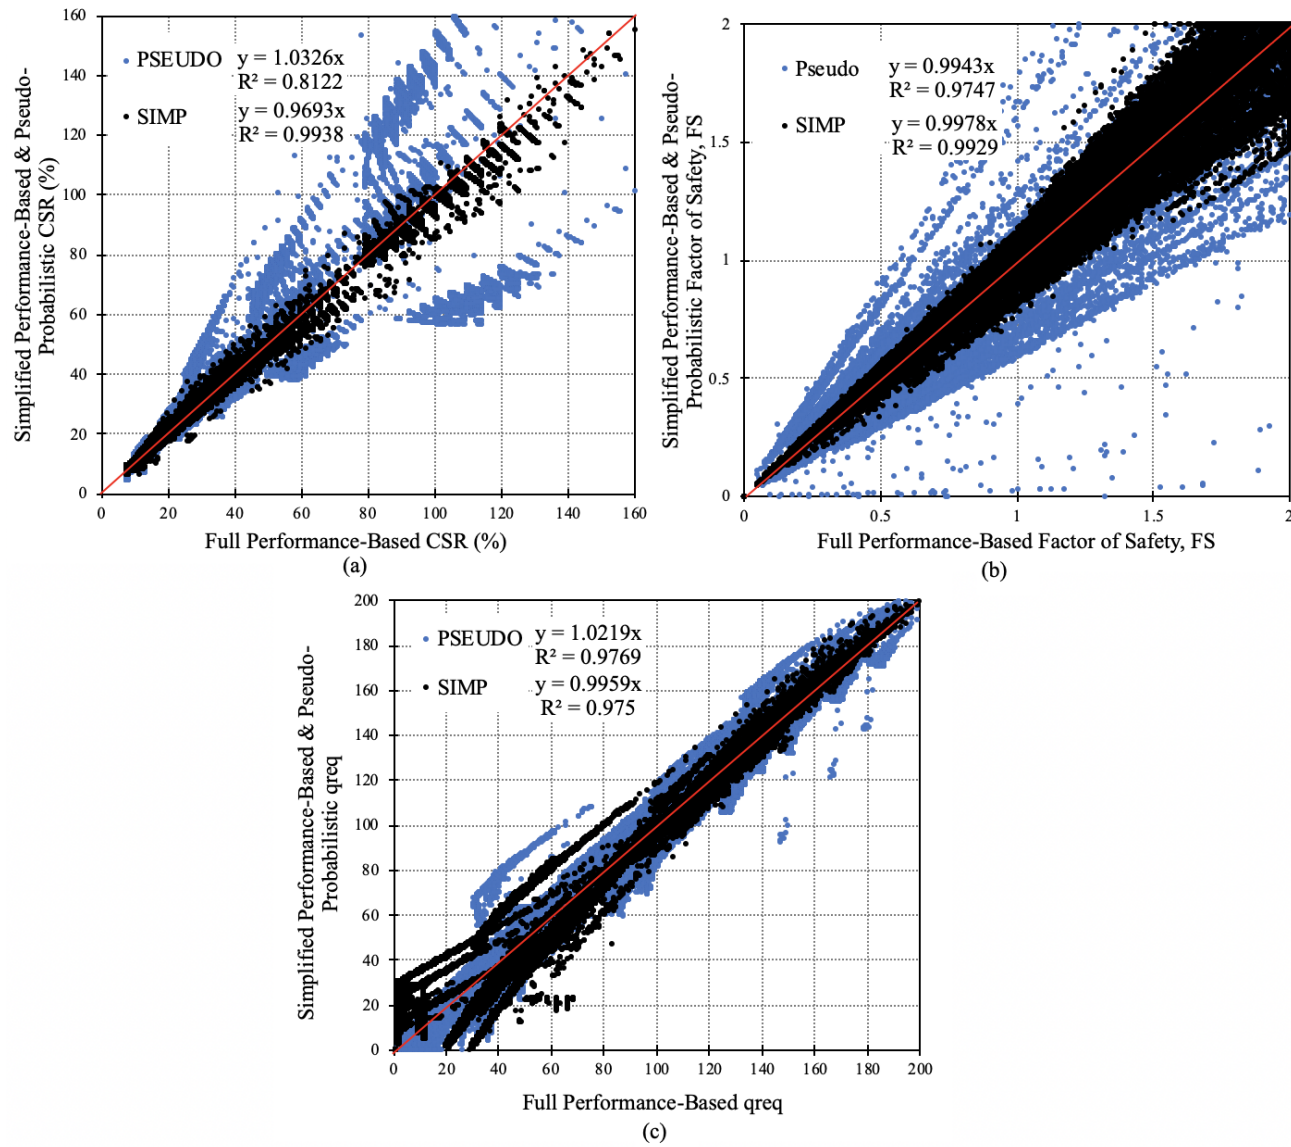 160
140
120
100
80
60
40
20
0
Simplified Performance-Based & Pseudo-
Probabilistic CSR (%)
PSEUDO y = 1.0326x
R² = 0.8122
SIMP y = 0.9693x
R² = 0.9938
0 20 40 60 80 100 120 140 160
Full Performance-Based CSR (%)
(a)
2
1.5
1
0.5
0
Simplified Performance-Based & Pseudo-
Probabilistic Factor of Safety, FS
Pseudo y = 0.9943x
R² = 0.9747
SIMP y = 0.9978x
R² = 0.9929
0 0.5 1 1.5 2
Full Performance-Based Factor of Safety, FS
(b)
200
180
160
140
120
100
80
60
40
20
0
Simplified Performance-Based & Pseudo-
Probabilistic qreq
PSEUDO y = 1.0219x
R² = 0.9769
SIMP y = 0.9959x
R² = 0.975
0 20 40 60 80 100 120 140 160 180 200
Full Performance-Based qreq
(c)